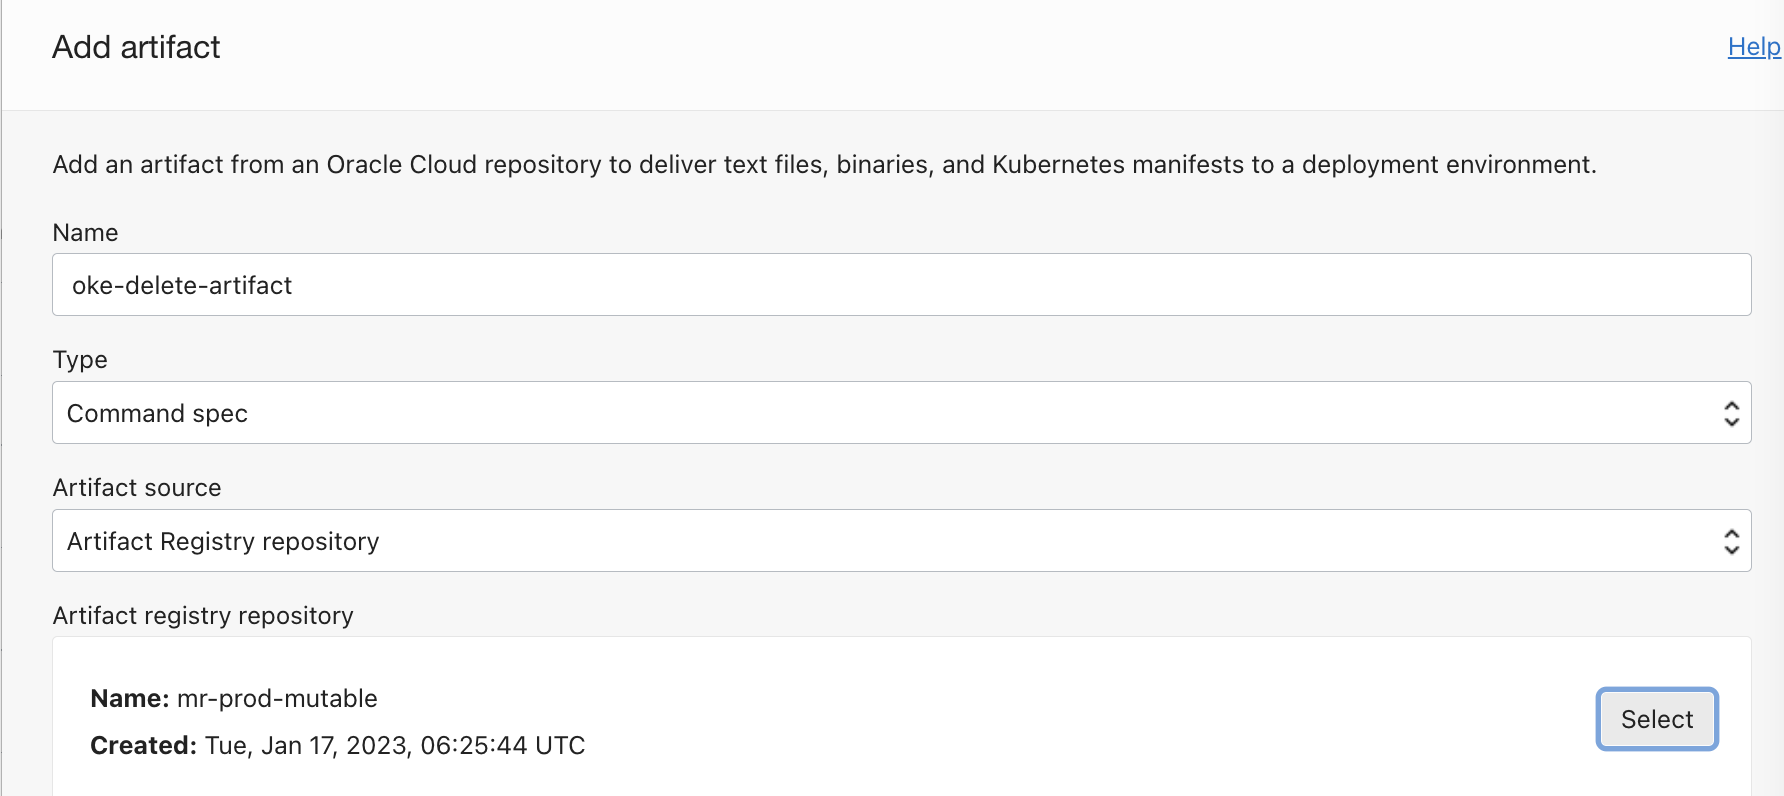 Add artifact
Help
Add an artifact from an Oracle Cloud repository to deliver text files, binaries, and Kubernetes manifests to a deployment environment.
Name
oke-delete-artifact
Type
Command spec
Artifact source
Artifact Registry repository
Artifact registry repository
Name: mr-prod-mutable
Select
Created: Tue, Jan 17, 2023, 06:25:44 UTC